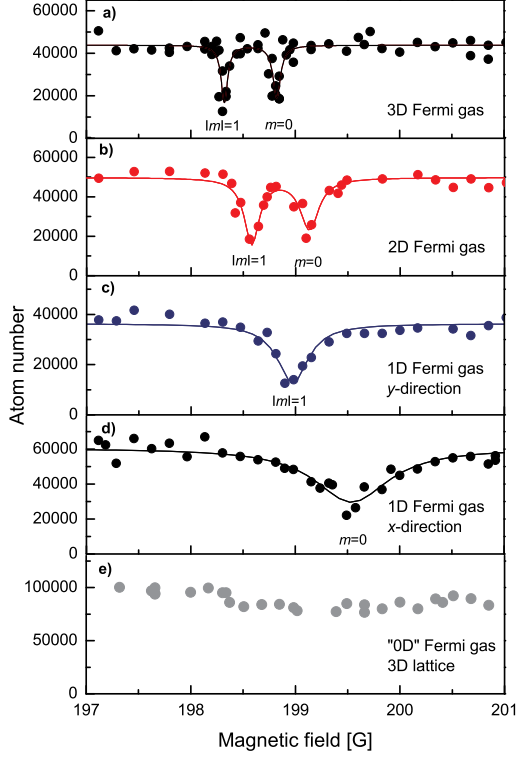 a)
60000
40000
20000
0
|m|=1
m=0
3D Fermi gas
b)
60000
40000
20000
0
|m|=1
m=0
2D Fermi gas
c)
40000
20000
0
|m|=1
1D Fermi gas
y-direction
Atom number
d)
60000
40000
20000
0
m=0
1D Fermi gas
x-direction
e)
100000
50000
0
"0D" Fermi gas
3D lattice
197
198
199
200
201
Magnetic field [G]